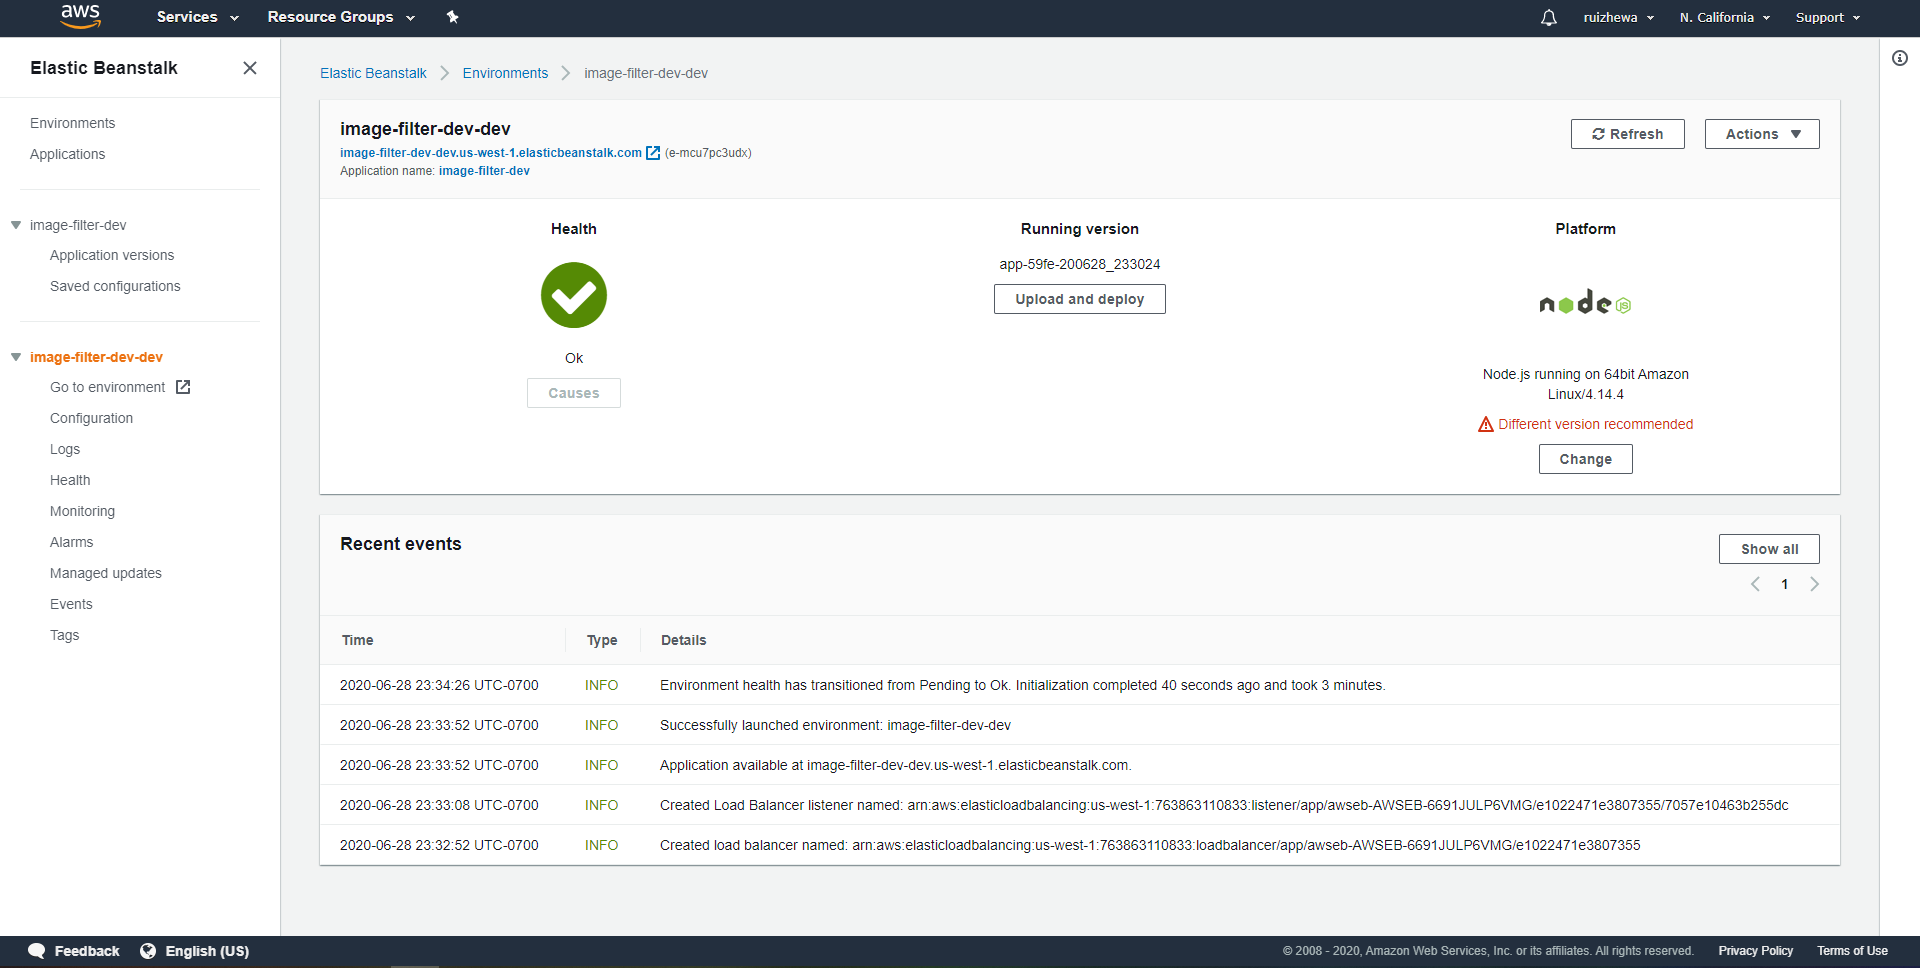 aws Services Resource Groups ruizhewa N. California Support
Elastic Beanstalk
Environments
Applications
image-filter-dev
Application versions
Saved configurations
image-filter-dev-dev
Go to environment
Configuration
Logs
Health
Monitoring
Alarms
Managed updates
Events
Tags
Elastic Beanstalk Environments image-filter-dev-dev
image-filter-dev-dev
image-filter-dev-dev.us-west-1.elasticbeanstalk.com (e-mcu7pc3udx)
Application name: image-filter-dev
Refresh Actions
Health
Ok
Causes
Running version
app-59fe-200628_233024
Upload and deploy
Platform
node JS
Node.js running on 64bit Amazon
Linux/4.14.4
Different version recommended
Change
Recent events
Show all
1
Time Type Details
2020-06-28 23:34:26 UTC-0700 INFO Environment health has transitioned from Pending to Ok. Initialization completed 40 seconds ago and took 3 minutes.
2020-06-28 23:33:52 UTC-0700 INFO Successfully launched environment: image-filter-dev-dev
2020-06-28 23:33:52 UTC-0700 INFO Application available at image-filter-dev-dev.us-west-1.elasticbeanstalk.com.
2020-06-28 23:33:08 UTC-0700 INFO Created Load Balancer listener named: arn:aws:elasticloadbalancing:us-west-1:763863110833:listener/app/awseb-AWSEB-6691JULP6VMG/e1022471e3807355/7057e10463b255dc
2020-06-28 23:32:52 UTC-0700 INFO Created load balancer named: arn:aws:elasticloadbalancing:us-west-1:763863110833:loadbalancer/app/awseb-AWSEB-6691JULP6VMG/e1022471e3807355
Feedback English (US) © 2008 - 2020, Amazon Web Services, Inc. or its affiliates. All rights reserved. Privacy Policy Terms of Use